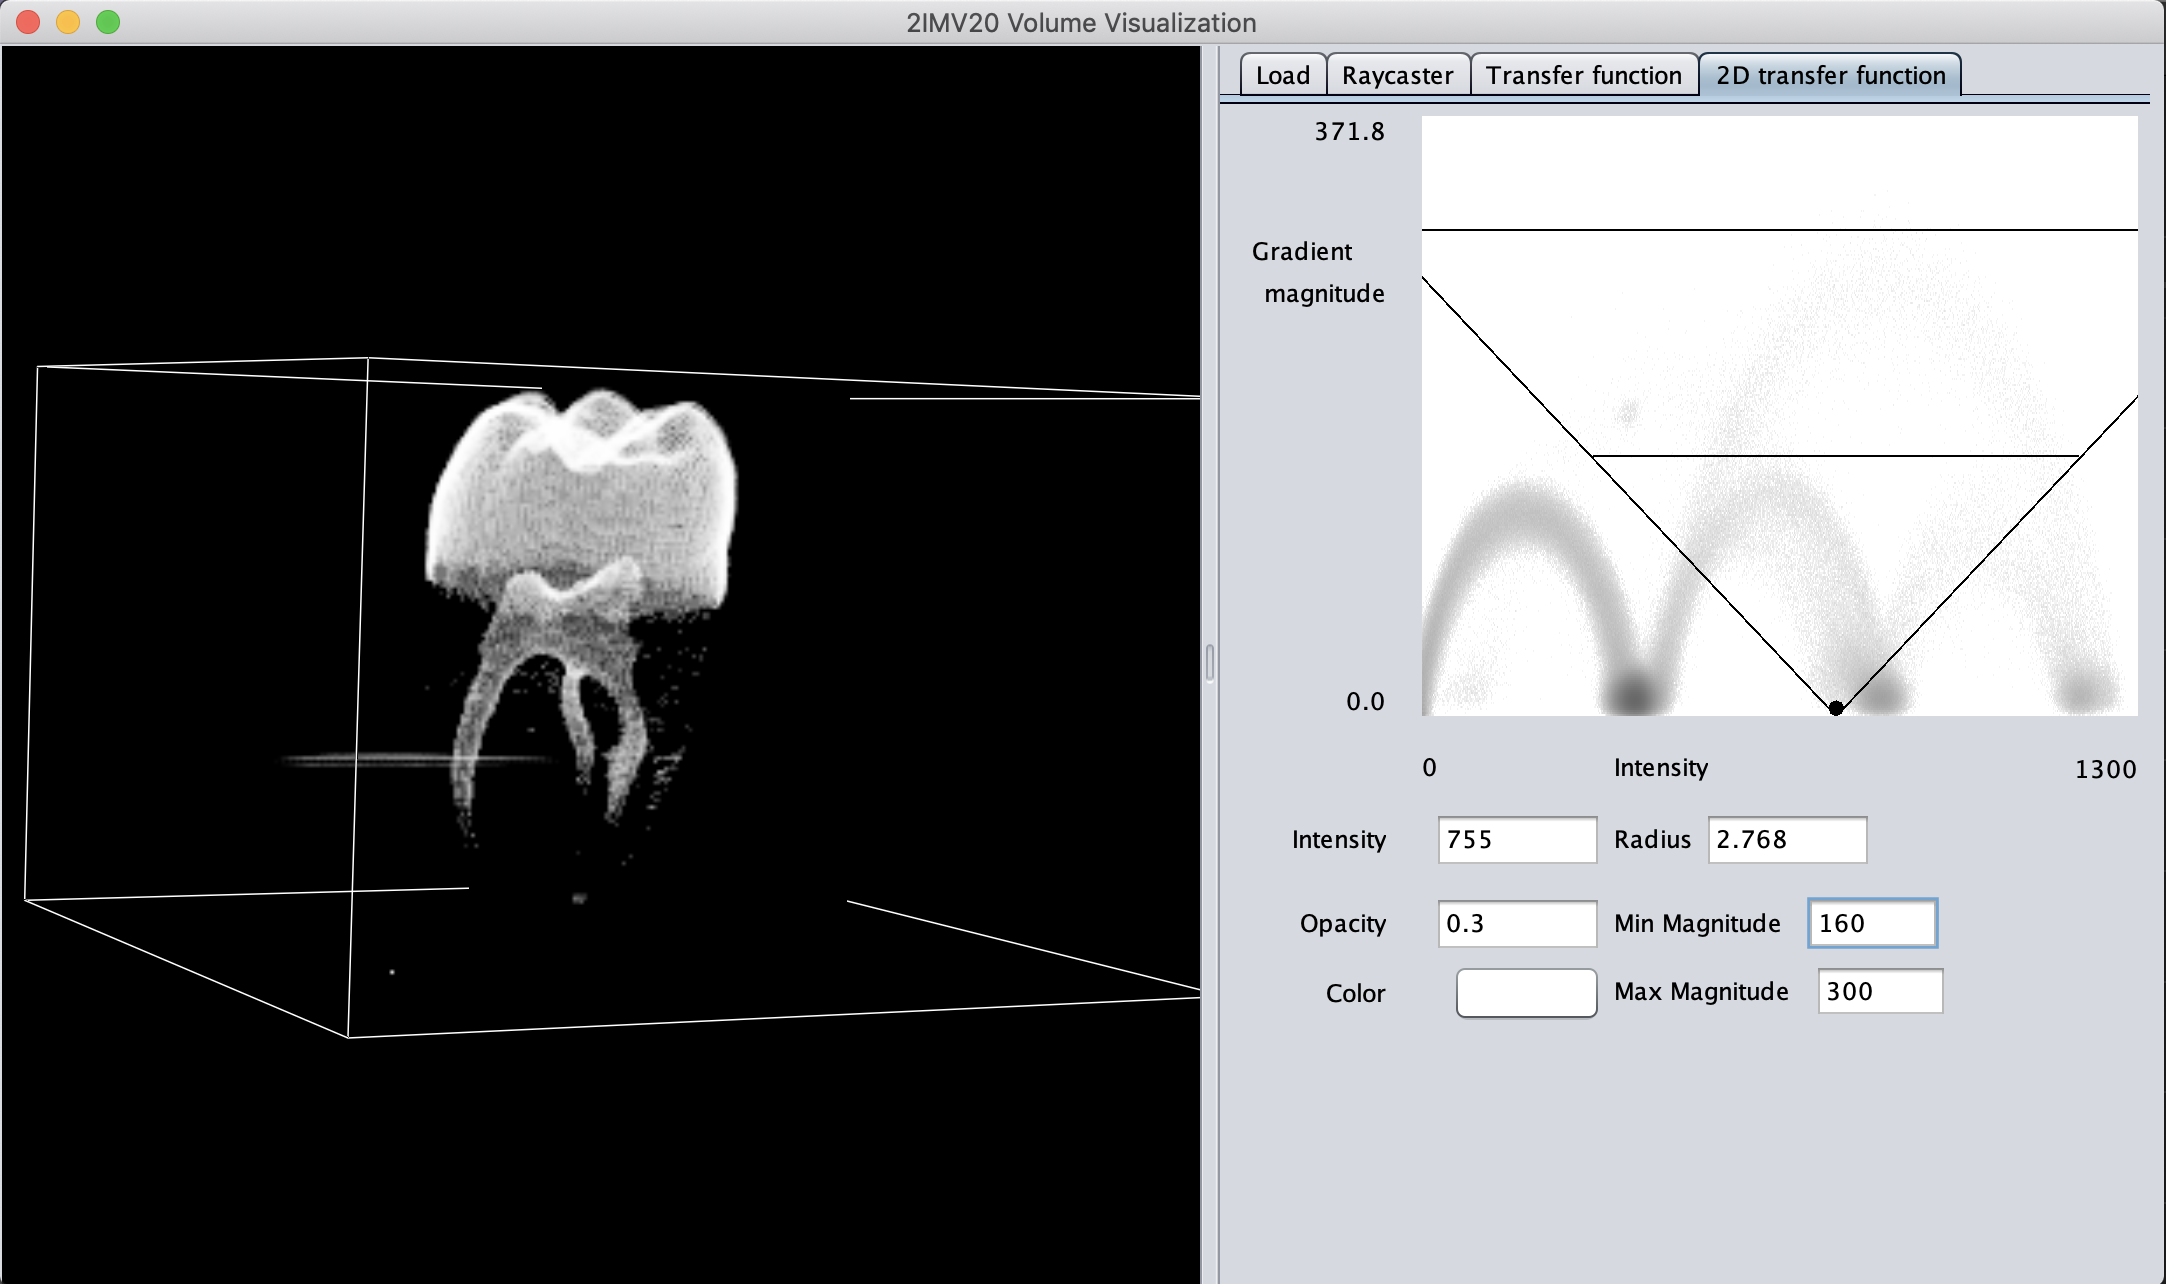 2IMV20 Volume Visualization
Load Raycaster Transfer function 2D transfer function
371.8
Gradient
magnitude
0.0
0 Intensity 1300
Intensity 755 Radius 2.768
Opacity 0.3 Min Magnitude 160
Color Max Magnitude 300